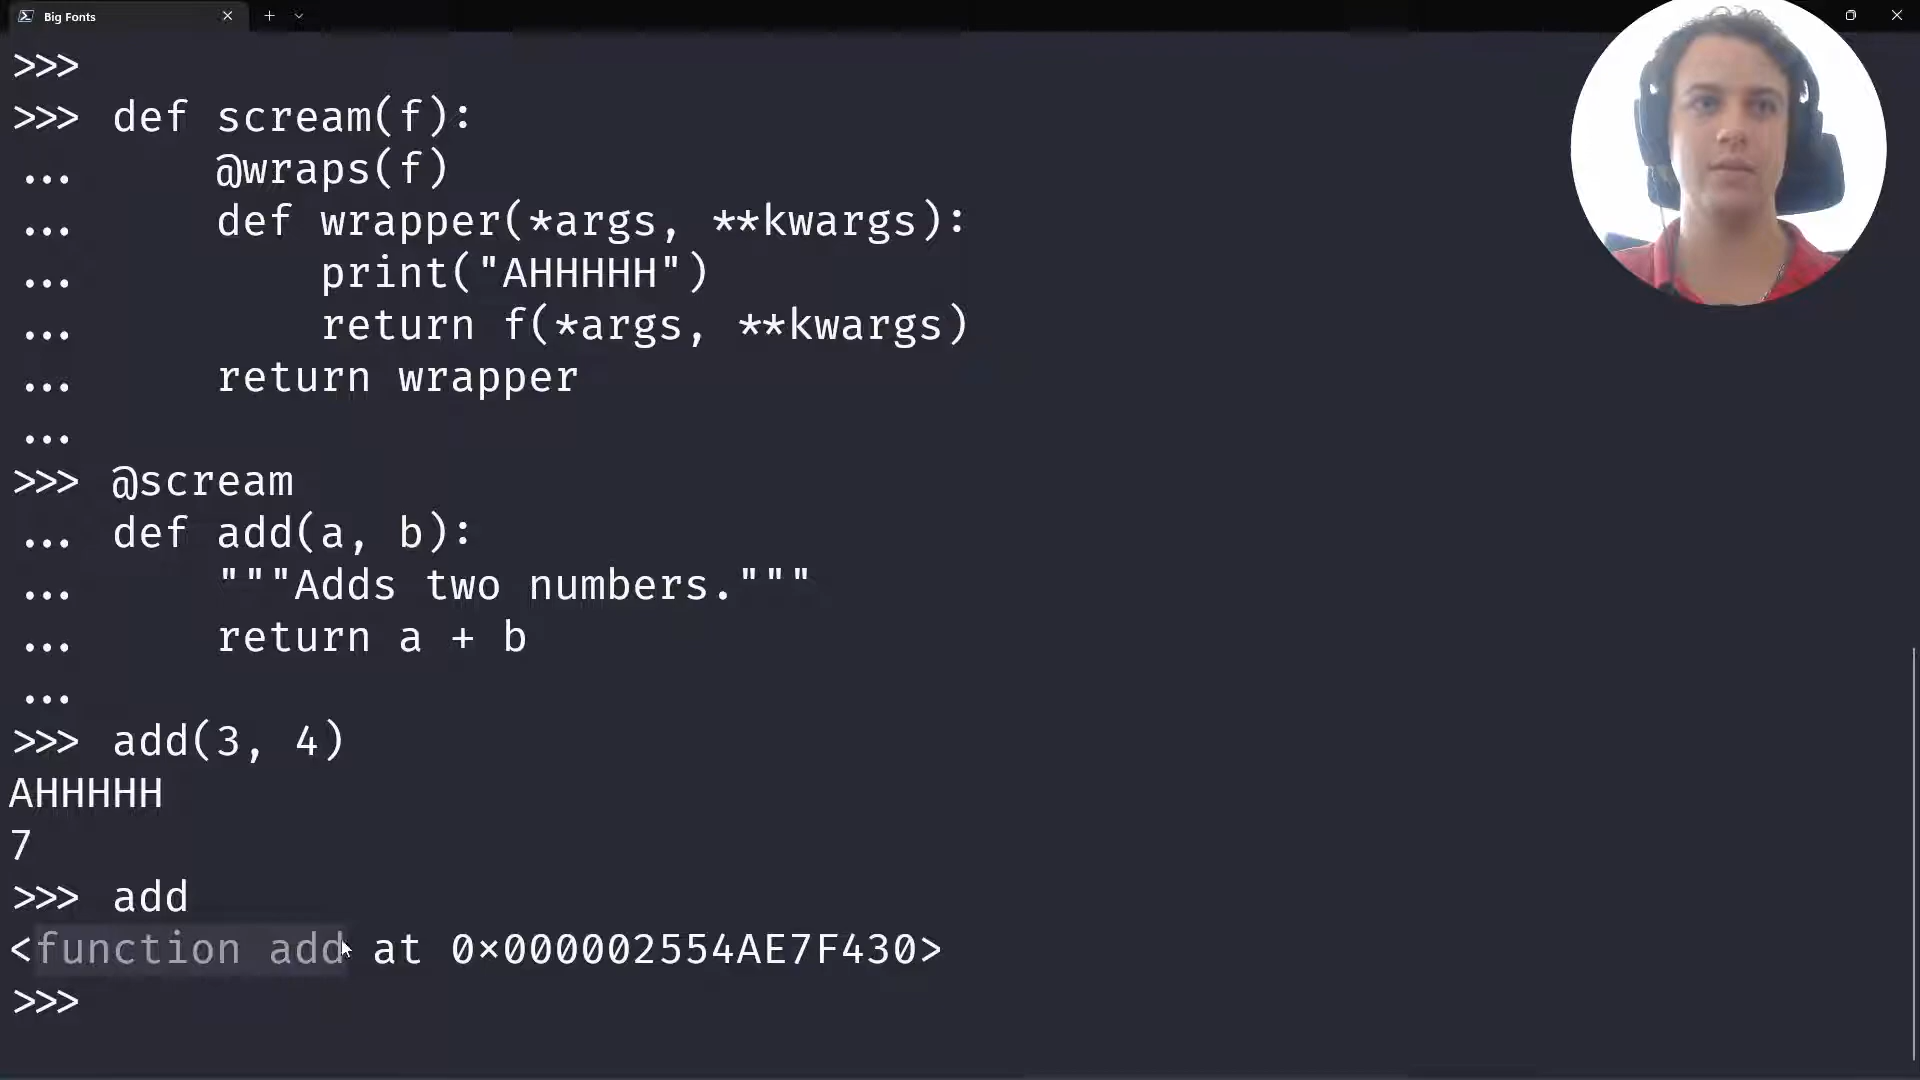 Big Fonts
>>>
>>> def scream(f):
...     @wraps(f)
...     def wrapper(*args, **kwargs):
...         print("AHHHHH")
...         return f(*args, **kwargs)
...     return wrapper
...
>>> @scream
... def add(a, b):
...     """Adds two numbers."""
...     return a + b
...
>>> add(3, 4)
AHHHHH
7
>>> add
<function add at 0x000002554AE7F430>
>>>